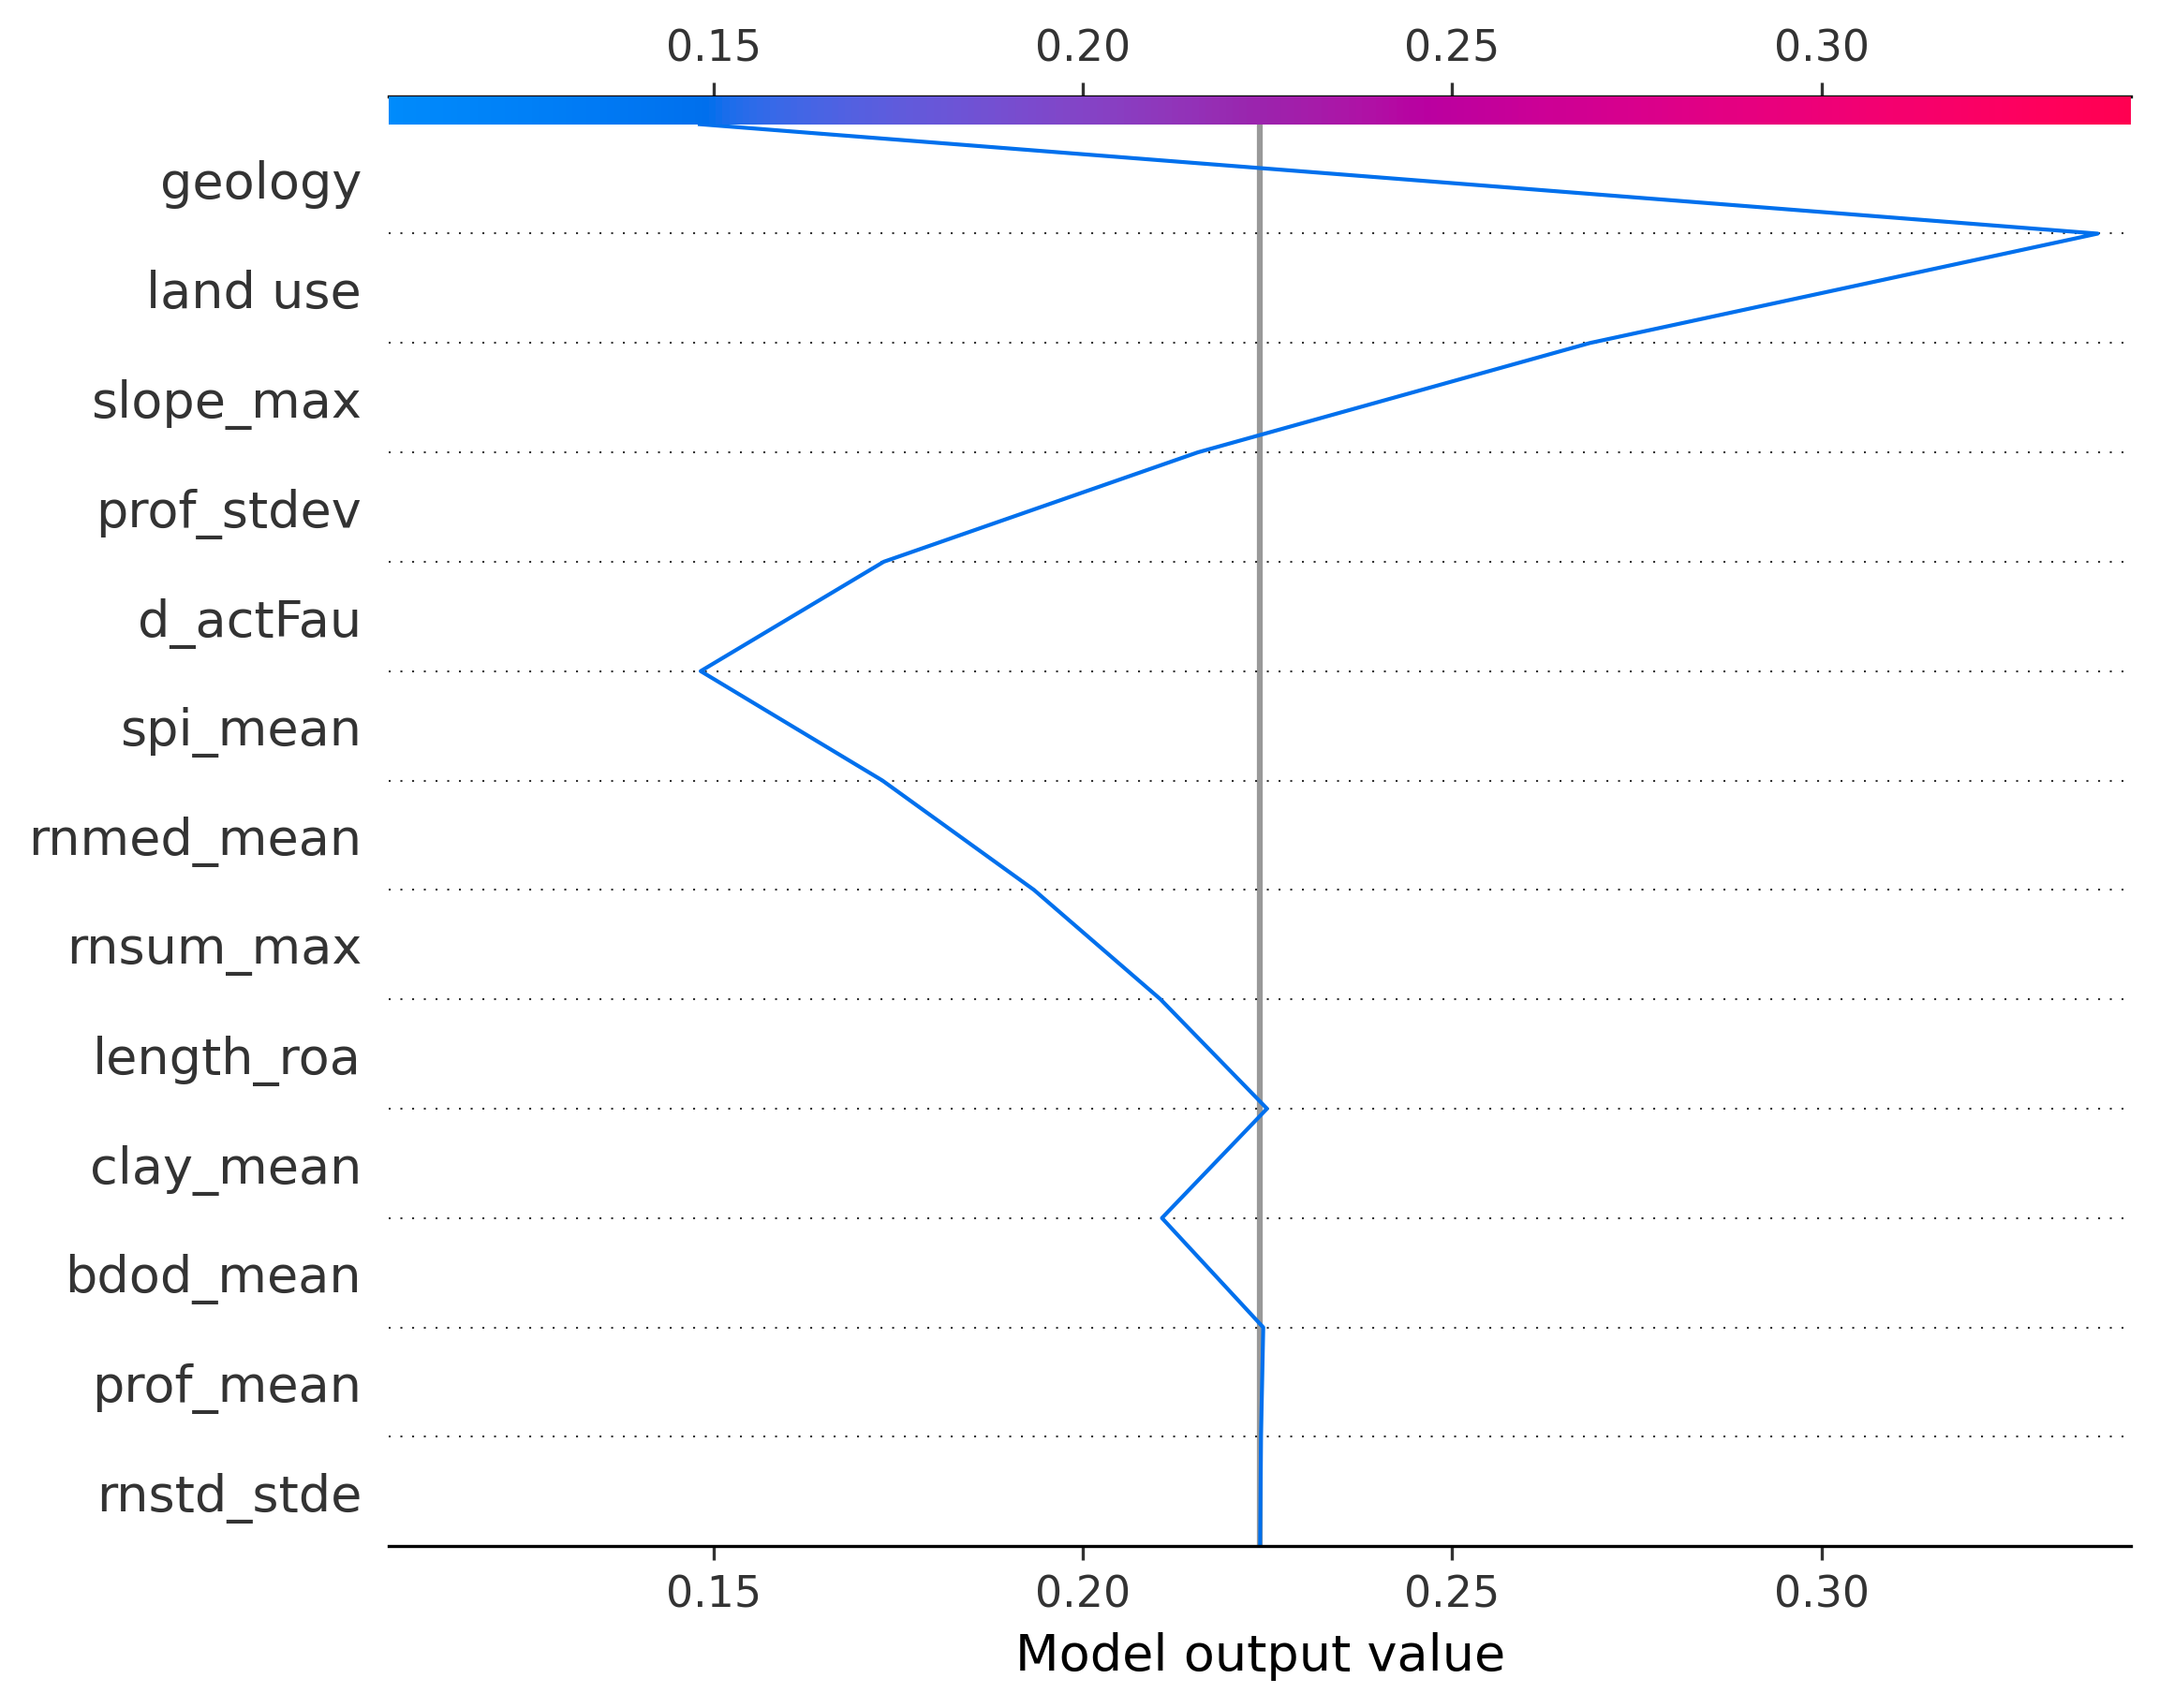 0.15 0.20 0.25 0.30
geology
land use
slope_max
prof_stdev
d_actFau
spi_mean
rnmed_mean
rnsum_max
length_roa
clay_mean
bdod_mean
prof_mean
rnstd_stde
0.15 0.20 0.25 0.30
Model output value